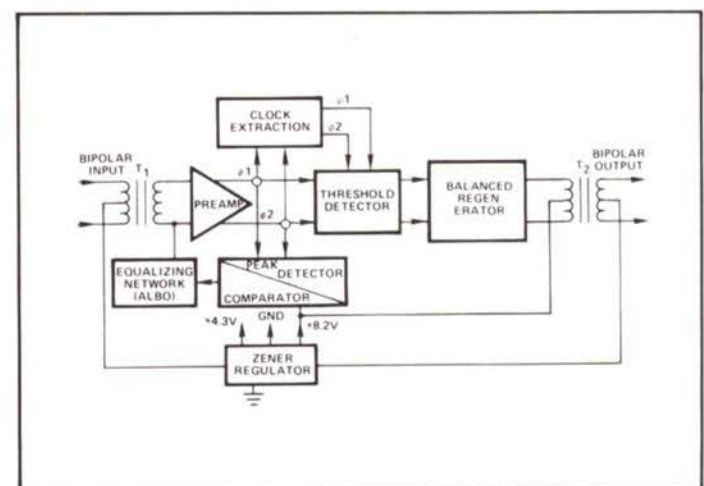 CLOCK
EXTRACTION
φ1
φ2
BIPOLAR
INPUT
T1
φ1
φ2
PREAMP
THRESHOLD
DETECTOR
BALANCED
REGEN
ERATOR
T2
BIPOLAR
OUTPUT
EQUALIZING
NETWORK
(ALBO)
PEAK
DETECTOR
COMPARATOR
+4.3V
GND
+8.2V
ZENER
REGULATOR